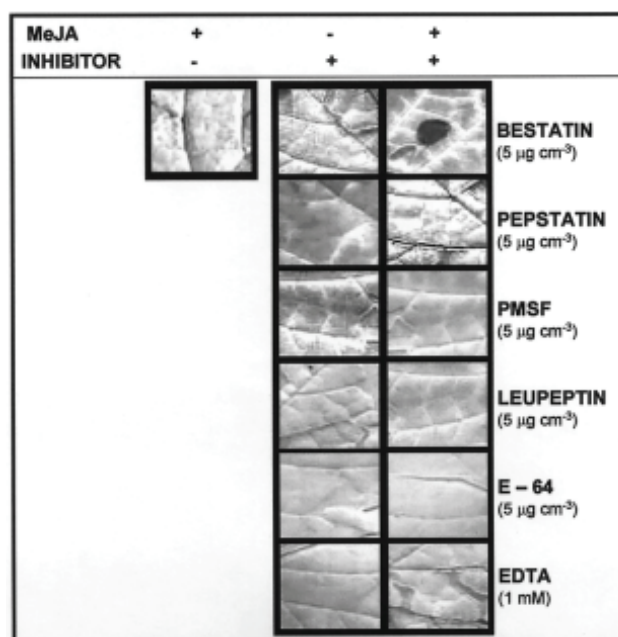 MeJA + - +
INHIBITOR - + +
BESTATIN
(5 µg cm-³)
PEPSTATIN
(5 µg cm-³)
PMSF
(5 µg cm-³)
LEUPEPTIN
(5 µg cm-³)
E – 64
(5 µg cm-³)
EDTA
(1 mM)